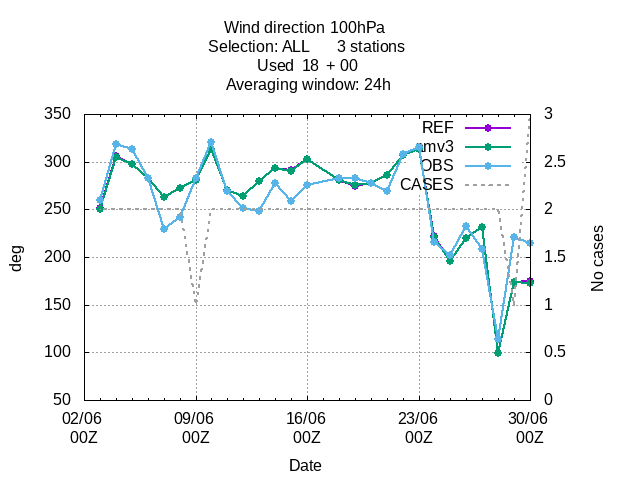 Wind direction 100hPa
Selection: ALL 3 stations
Used 18 + 00
Averaging window: 24h
350
300
250
200
150
100
50
deg
3
2.5
2
1.5
1
0.5
0
No cases
REF
mv3
OBS
CASES
02/06 09/06 16/06 23/06 30/06
00Z 00Z 00Z 00Z 00Z
Date